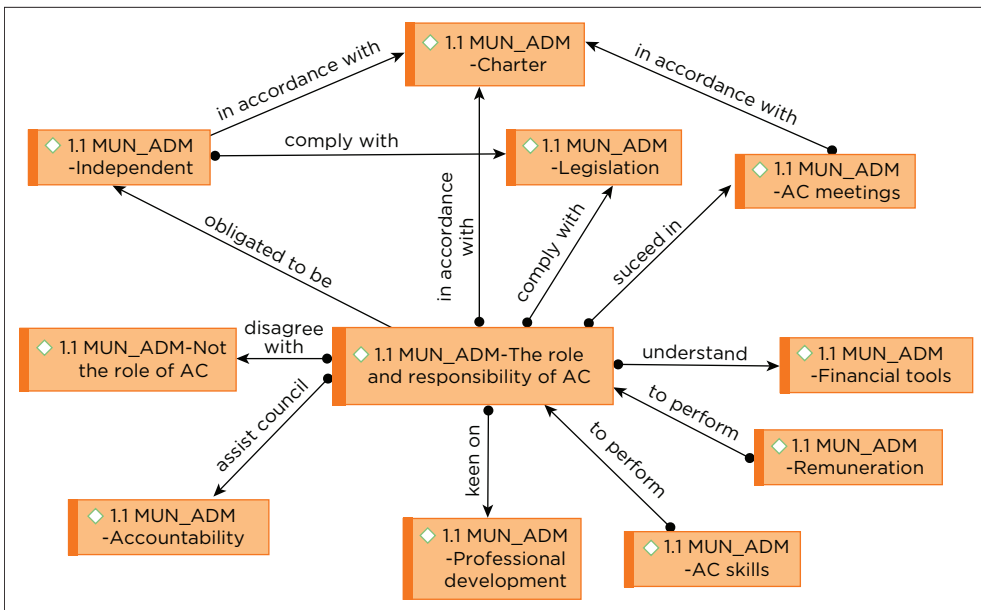 1.1 MUN_ADM
-Charter
in accordance with
in accordance with
1.1 MUN_ADM
-Independent
comply with
1.1 MUN_ADM
-Legislation
1.1 MUN_ADM
-AC meetings
obligated to be
in accordance
with
comply with
suceed in
1.1 MUN_ADM-Not
the role of AC
disagree
with
1.1 MUN_ADM-The role
and responsibility of AC
understand
1.1 MUN_ADM
-Financial tools
assist council
keen on
to perform
to perform
1.1 MUN_ADM
-Remuneration
1.1 MUN_ADM
-Accountability
1.1 MUN_ADM
-Professional
development
1.1 MUN_ADM
-AC skills